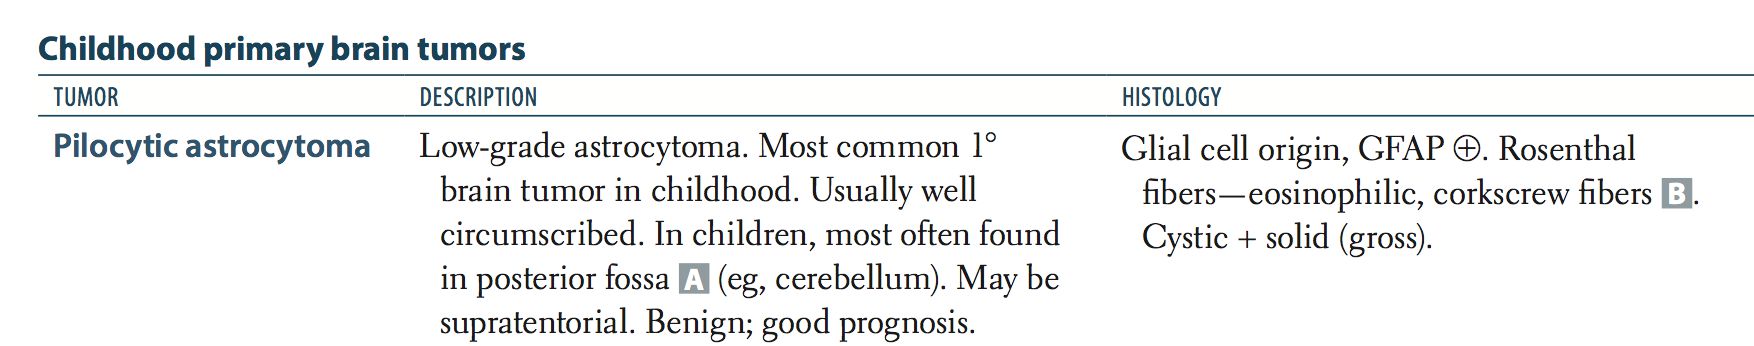 Childhood primary brain tumors
TUMOR DESCRIPTION HISTOLOGY
Pilocytic astrocytoma
Low-grade astrocytoma. Most common 1°
brain tumor in childhood. Usually well
circumscribed. In children, most often found
in posterior fossa A (eg, cerebellum). May be
supratentorial. Benign; good prognosis.
Glial cell origin, GFAP ⊕. Rosenthal
fibers—eosinophilic, corkscrew fibers B.
Cystic + solid (gross).